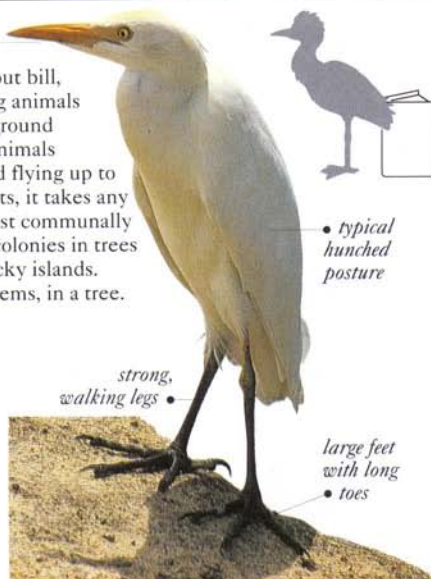 out bill,
g animals
round
nimals
d flying up to
ts, it takes any
st communally
colonies in trees
cky islands.
ems, in a tree.
typical
hunched
posture
strong,
walking legs
large feet
with long
toes